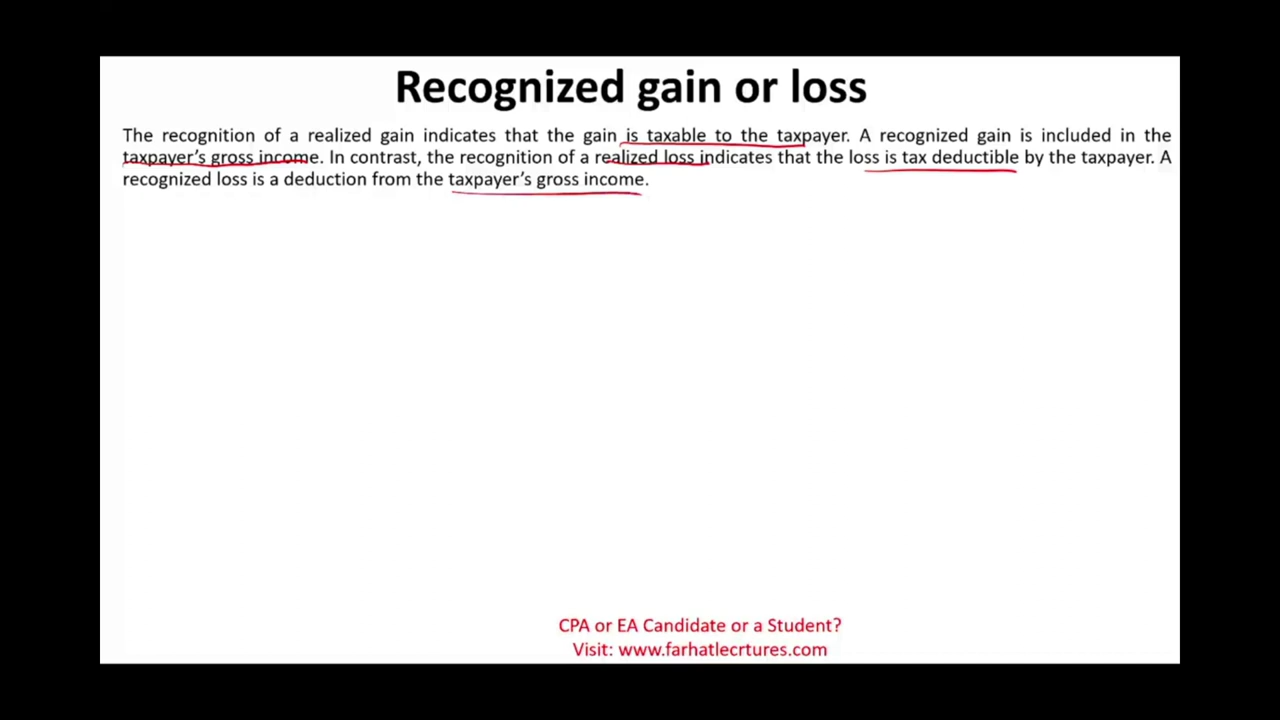 Recognized gain or loss
The recognition of a realized gain indicates that the gain is taxable to the taxpayer. A recognized gain is included in the
taxpayer’s gross income. In contrast, the recognition of a realized loss indicates that the loss is tax deductible by the taxpayer. A
recognized loss is a deduction from the taxpayer’s gross income.
CPA or EA Candidate or a Student?
Visit: www.farhatlecrtures.com